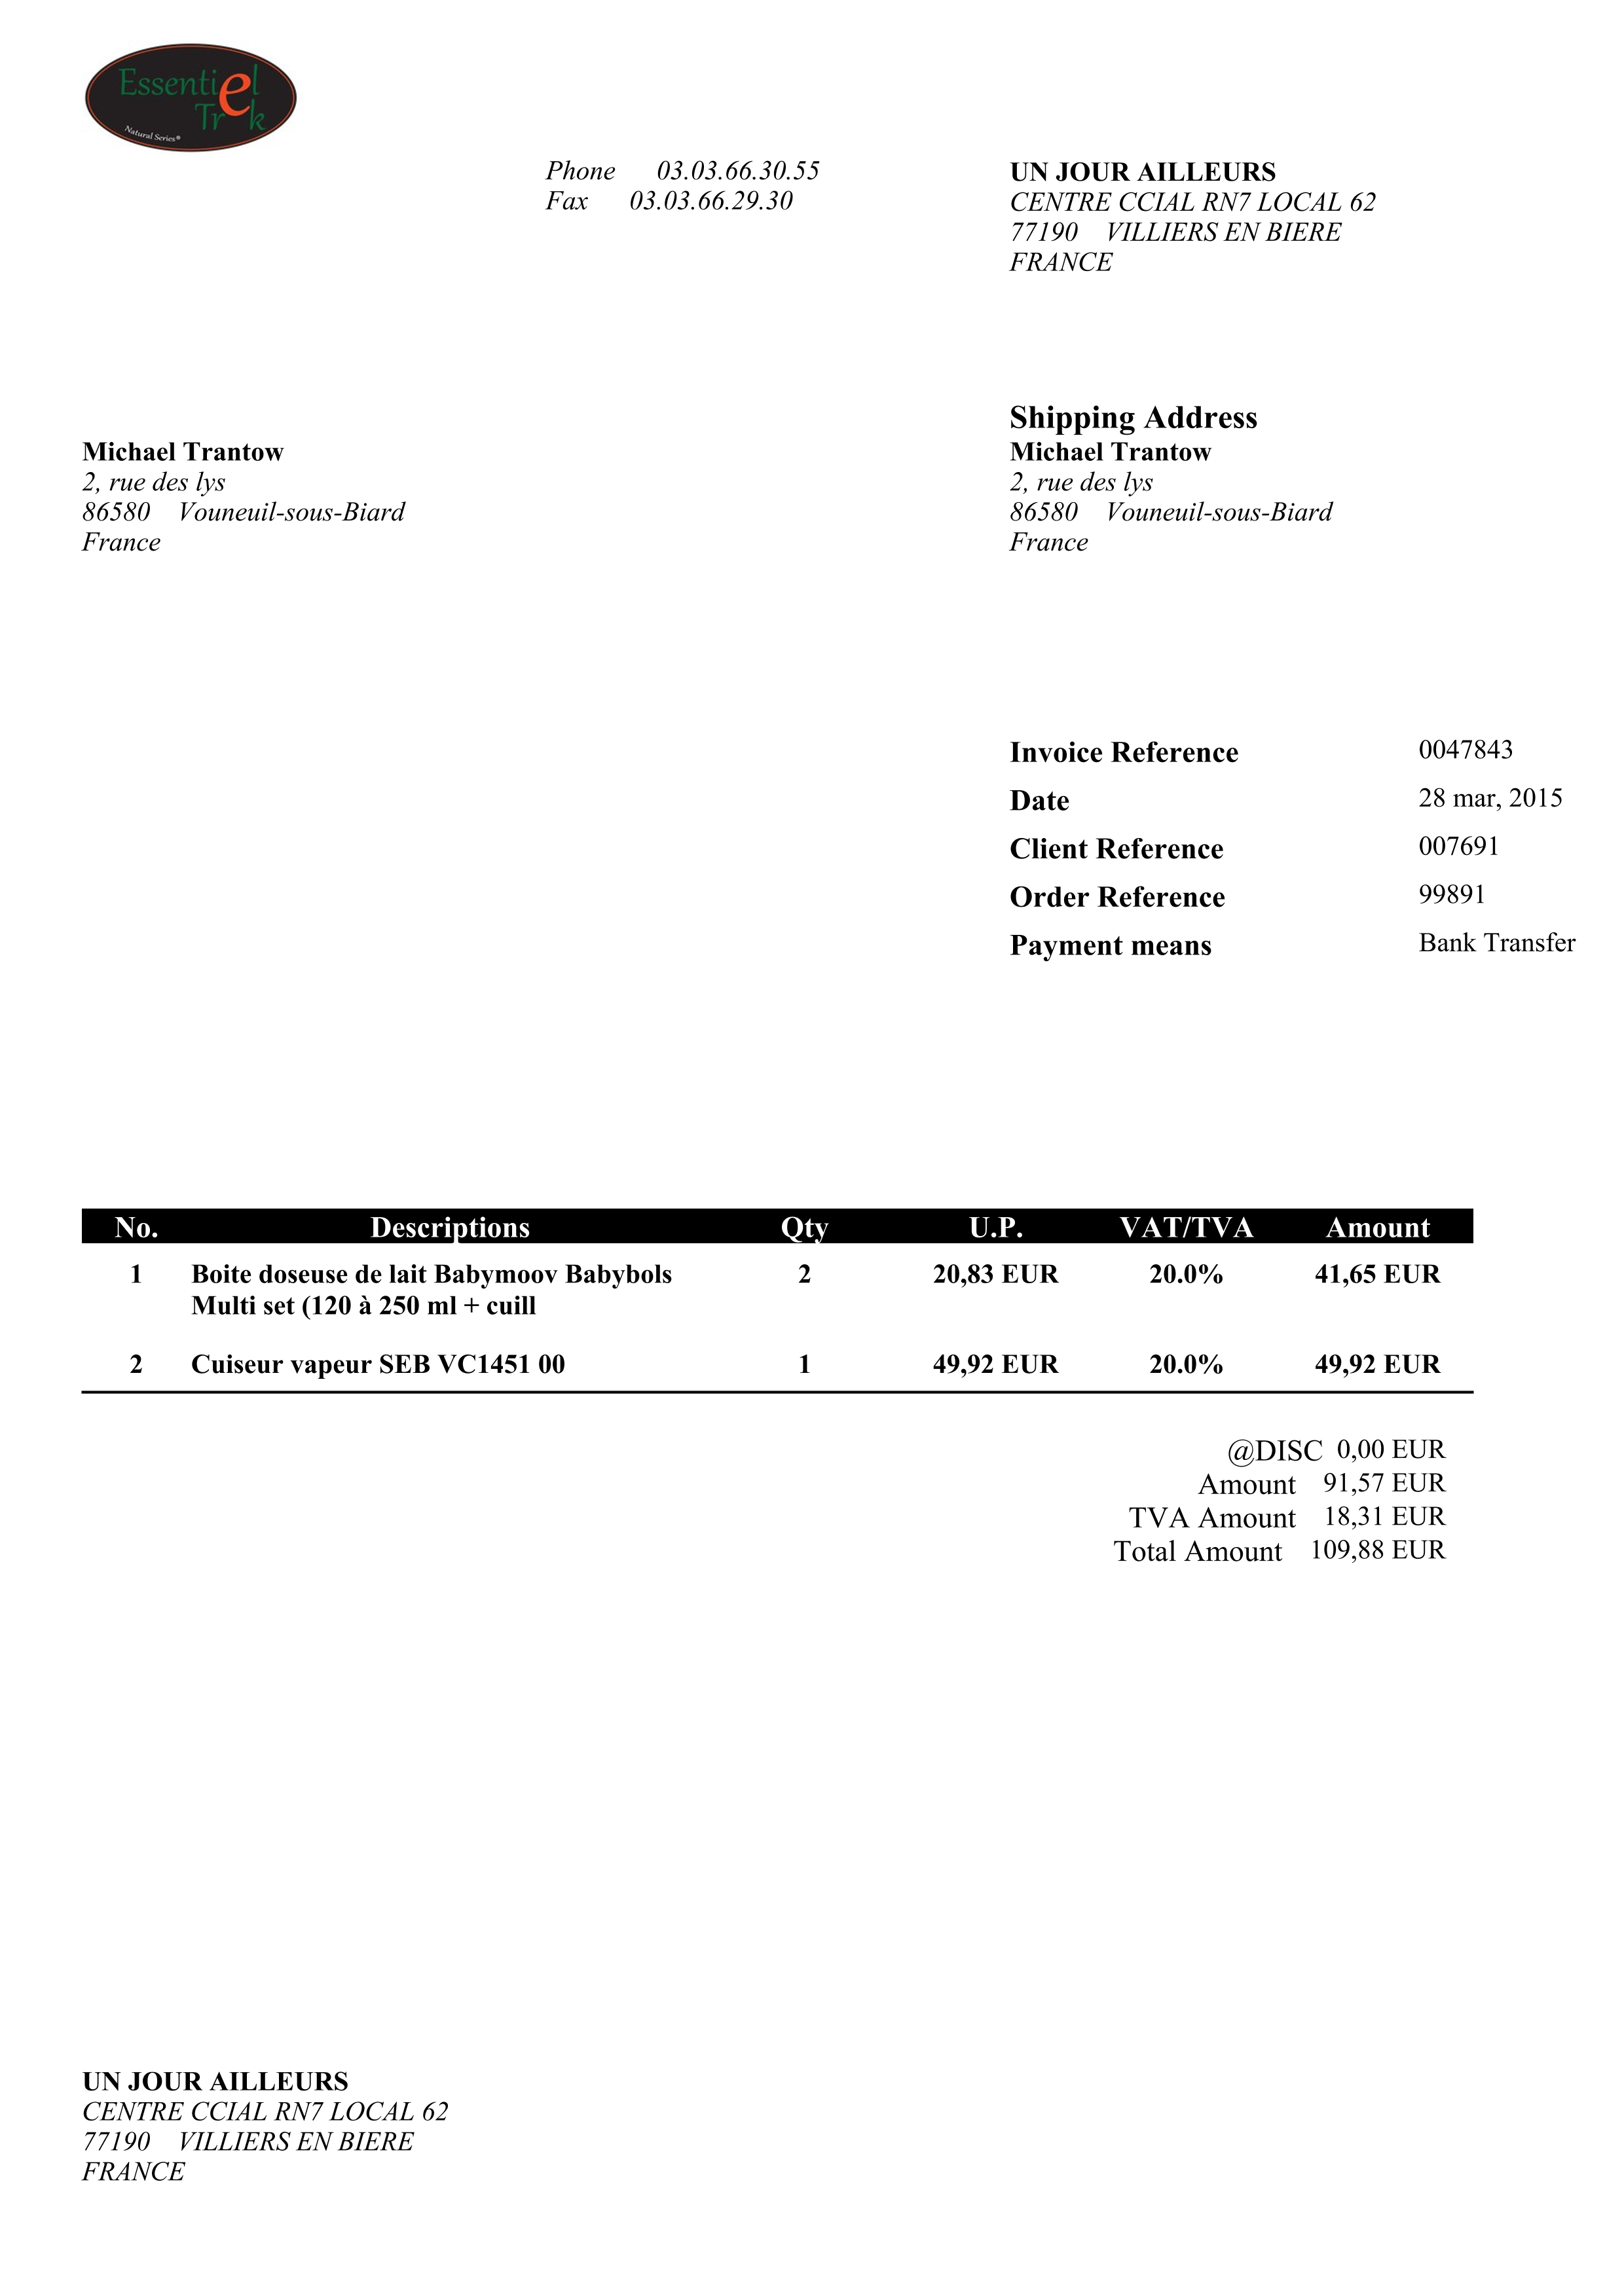 Essentiel
Trek
Natural Series®
Phone 03.03.66.30.55
Fax 03.03.66.29.30
UN JOUR AILLEURS
CENTRE CCIAL RN7 LOCAL 62
77190 VILLIERS EN BIERE
FRANCE
Michael Trantow
2, rue des lys
86580 Vouneuil-sous-Biard
France
Shipping Address
Michael Trantow
2, rue des lys
86580 Vouneuil-sous-Biard
France
Invoice Reference 0047843
Date 28 mar, 2015
Client Reference 007691
Order Reference 99891
Payment means Bank Transfer
No. Descriptions Qty U.P. VAT/TVA Amount
1 Boite doseuse de lait Babymoov Babybols 2 20,83 EUR 20.0% 41,65 EUR
Multi set (120 à 250 ml + cuill
2 Cuiseur vapeur SEB VC1451 00 1 49,92 EUR 20.0% 49,92 EUR
@DISC 0,00 EUR
Amount 91,57 EUR
TVA Amount 18,31 EUR
Total Amount 109,88 EUR
UN JOUR AILLEURS
CENTRE CCIAL RN7 LOCAL 62
77190 VILLIERS EN BIERE
FRANCE